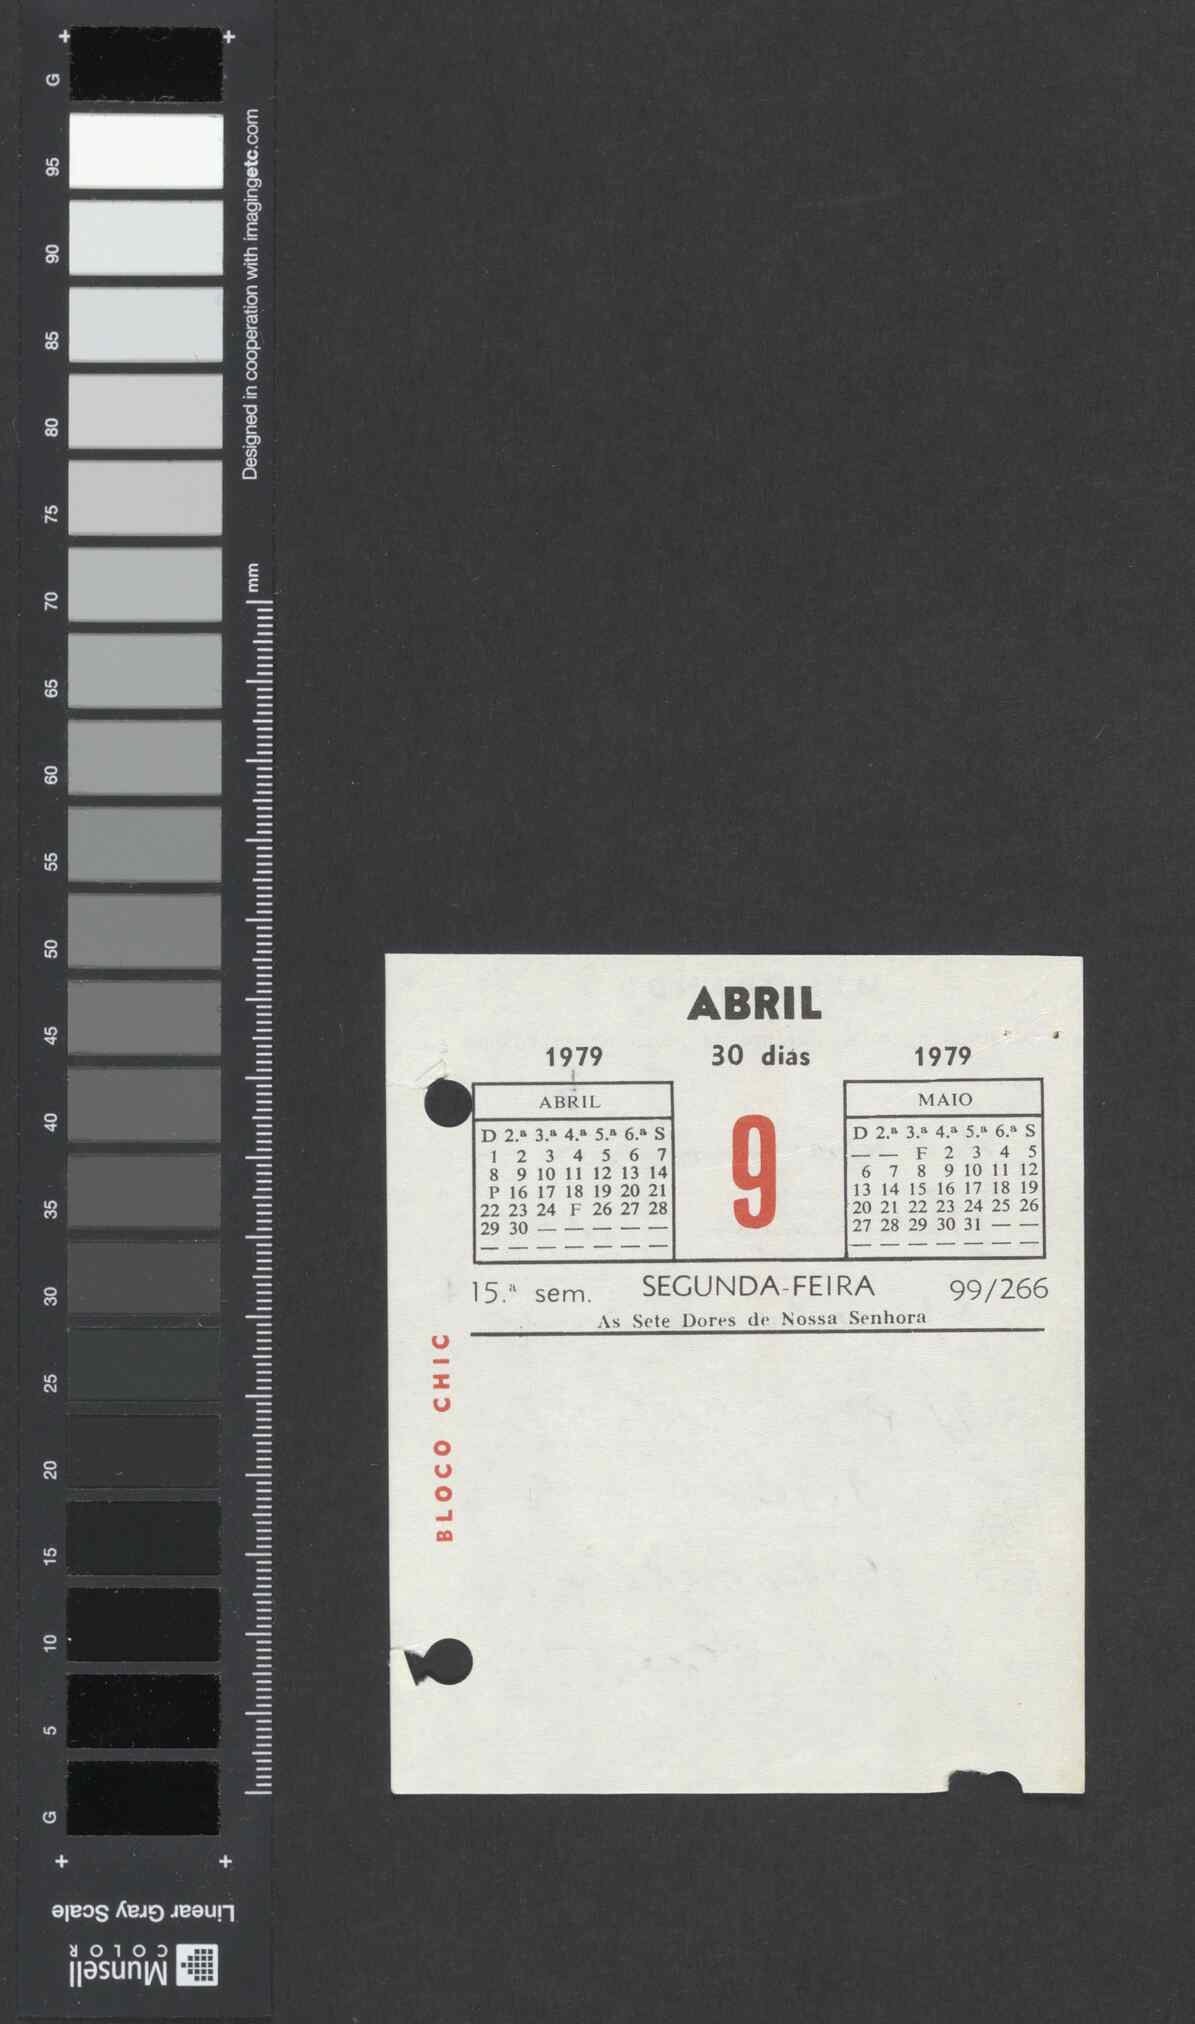 G
95
90
85
80
75
70
65
60
55
50
45
40
35
30
25
20
15
10
5
G
Designed in cooperation with imagingetc.com
mm
Linear Gray Scale
Munsell
COLOR
ABRIL
1979 30 dias 1979
ABRIL
D 2.ª 3.ª 4.ª 5.ª 6.ª S
1 2 3 4 5 6 7
8 9 10 11 12 13 14
P 16 17 18 19 20 21
22 23 24 F 26 27 28
29 30 — — — — —
— — — — — — —
9
MAIO
D 2.ª 3.ª 4.ª 5.ª 6.ª S
— — F 2 3 4 5
6 7 8 9 10 11 12
13 14 15 16 17 18 19
20 21 22 23 24 25 26
27 28 29 30 31 — —
— — — — — — —
15.ª sem. SEGUNDA-FEIRA 99/266
As Sete Dores de Nossa Senhora
BLOCO CHIC